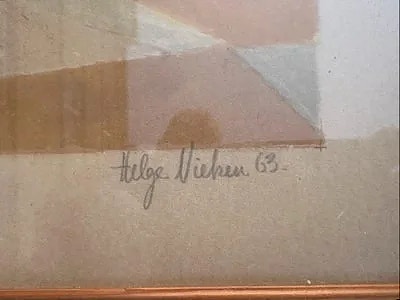 Helge Nielsen 63-